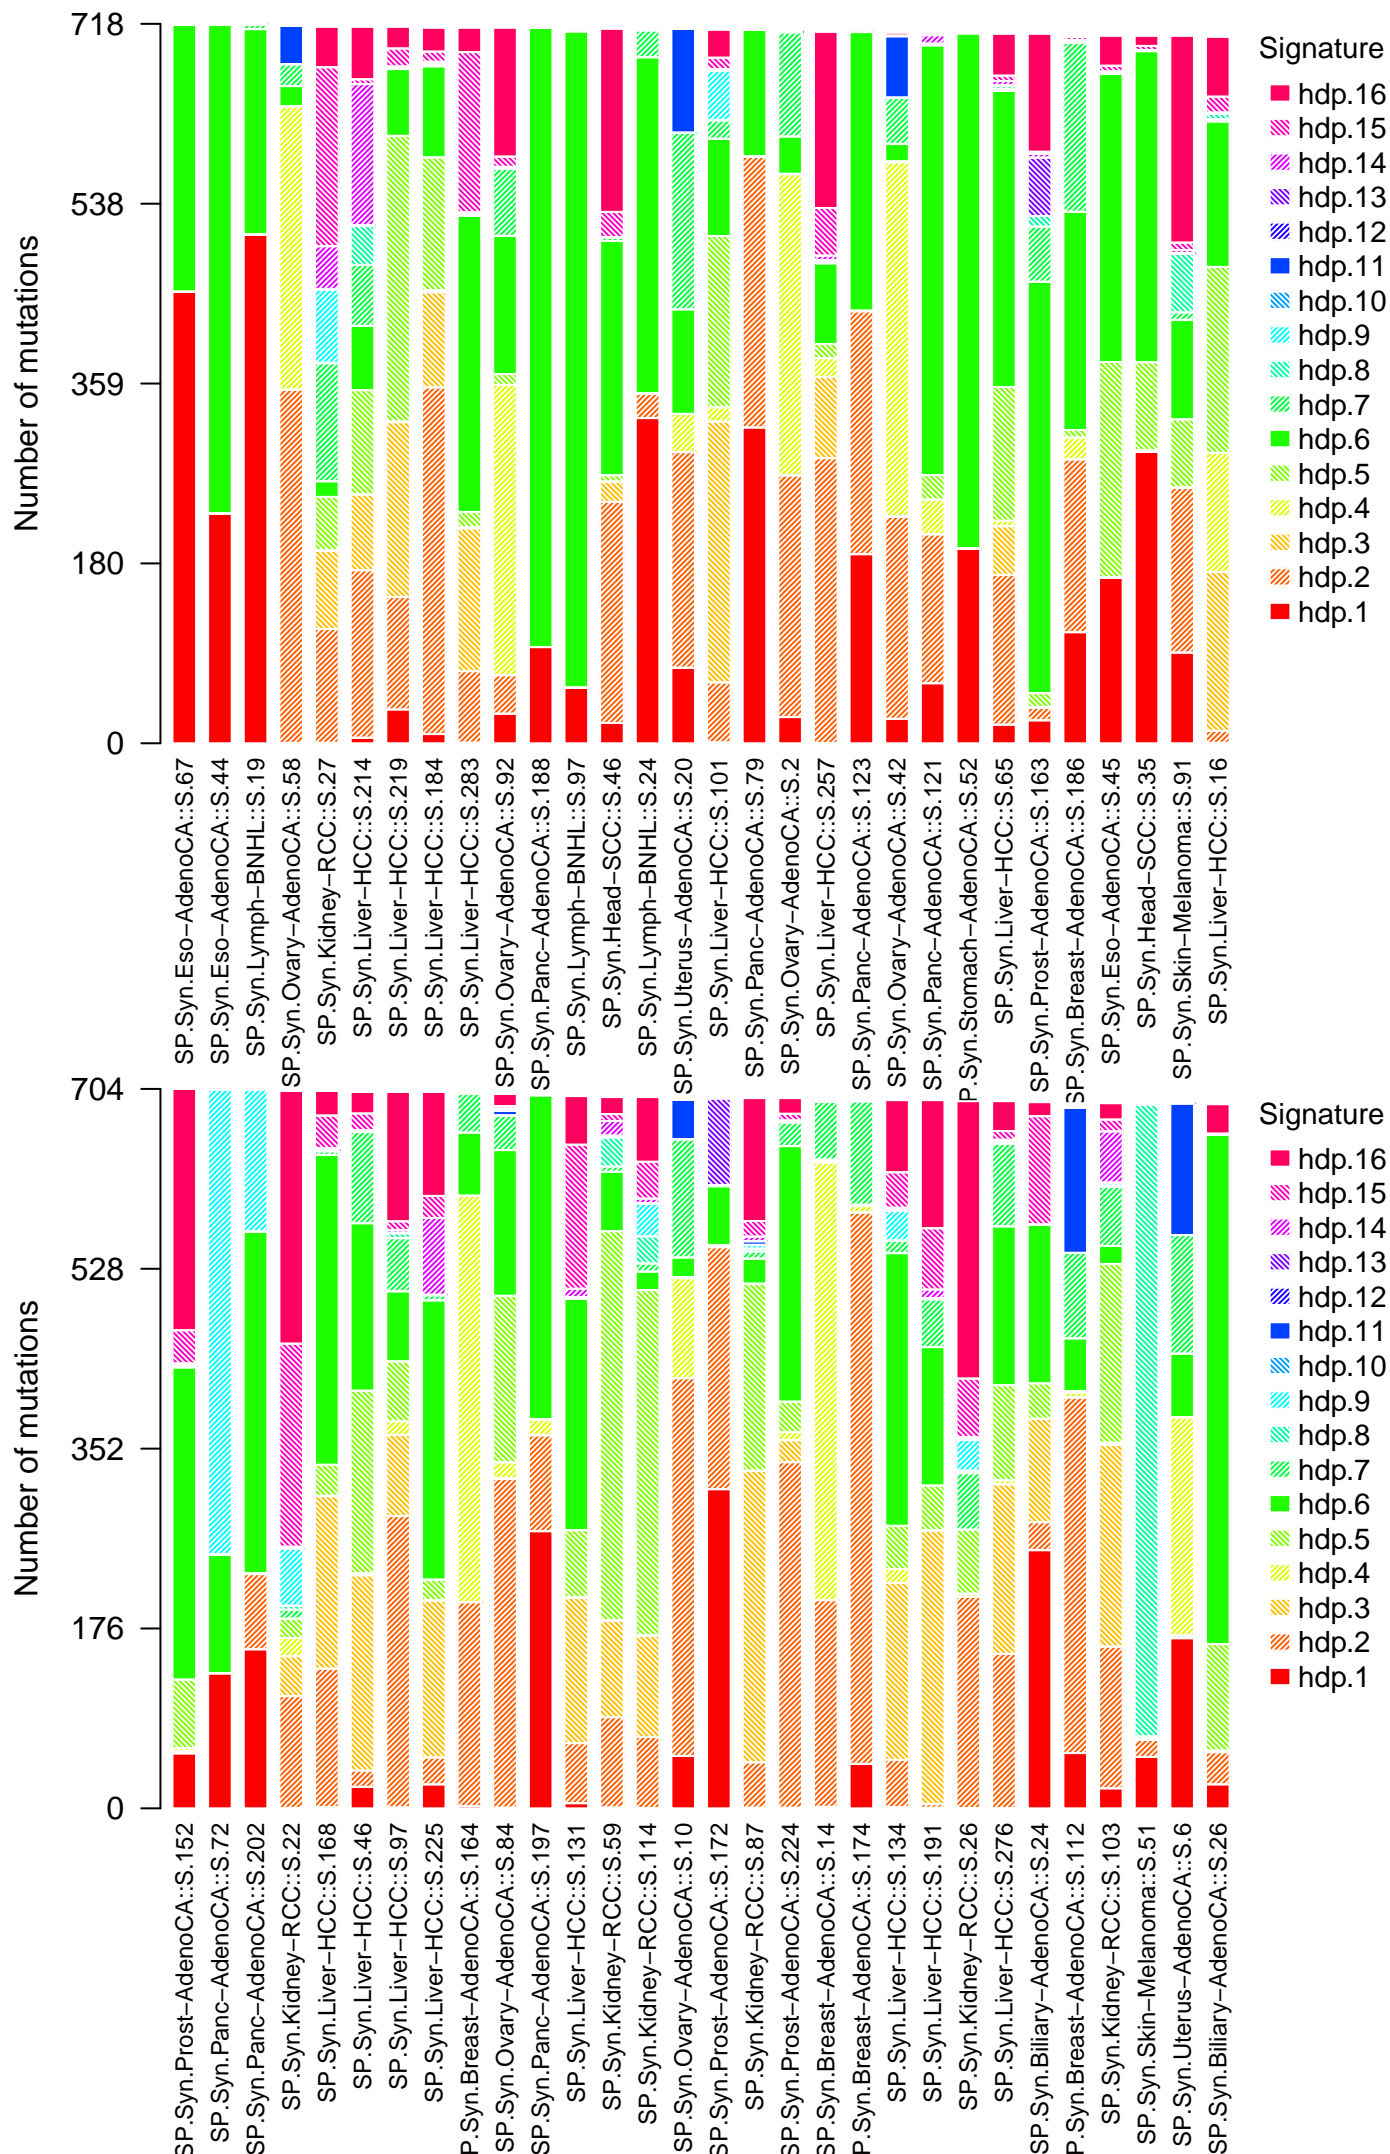 718
538
359
180
0
Number of mutations
Signature
hdp.16
hdp.15
hdp.14
hdp.13
hdp.12
hdp.11
hdp.10
hdp.9
hdp.8
hdp.7
hdp.6
hdp.5
hdp.4
hdp.3
hdp.2
hdp.1
SP.Syn.Eso−AdenoCA::S.67
SP.Syn.Eso−AdenoCA::S.44
SP.Syn.Lymph−BNHL::S.19
SP.Syn.Ovary−AdenoCA::S.58
SP.Syn.Kidney−RCC::S.27
SP.Syn.Liver−HCC::S.214
SP.Syn.Liver−HCC::S.219
SP.Syn.Liver−HCC::S.184
SP.Syn.Liver−HCC::S.283
SP.Syn.Ovary−AdenoCA::S.92
SP.Syn.Panc−AdenoCA::S.188
SP.Syn.Lymph−BNHL::S.97
SP.Syn.Head−SCC::S.46
SP.Syn.Lymph−BNHL::S.24
SP.Syn.Uterus−AdenoCA::S.20
SP.Syn.Liver−HCC::S.101
SP.Syn.Panc−AdenoCA::S.79
SP.Syn.Ovary−AdenoCA::S.2
SP.Syn.Liver−HCC::S.257
SP.Syn.Panc−AdenoCA::S.123
SP.Syn.Ovary−AdenoCA::S.42
SP.Syn.Panc−AdenoCA::S.121
P.Syn.Stomach−AdenoCA::S.52
SP.Syn.Liver−HCC::S.65
SP.Syn.Prost−AdenoCA::S.163
SP.Syn.Breast−AdenoCA::S.186
SP.Syn.Eso−AdenoCA::S.45
SP.Syn.Head−SCC::S.35
SP.Syn.Skin−Melanoma::S.91
SP.Syn.Liver−HCC::S.16
704
528
352
176
0
Number of mutations
Signature
hdp.16
hdp.15
hdp.14
hdp.13
hdp.12
hdp.11
hdp.10
hdp.9
hdp.8
hdp.7
hdp.6
hdp.5
hdp.4
hdp.3
hdp.2
hdp.1
SP.Syn.Prost−AdenoCA::S.152
SP.Syn.Panc−AdenoCA::S.72
SP.Syn.Panc−AdenoCA::S.202
SP.Syn.Kidney−RCC::S.22
SP.Syn.Liver−HCC::S.168
SP.Syn.Liver−HCC::S.46
SP.Syn.Liver−HCC::S.97
SP.Syn.Liver−HCC::S.225
SP.Syn.Breast−AdenoCA::S.164
SP.Syn.Ovary−AdenoCA::S.84
SP.Syn.Panc−AdenoCA::S.197
SP.Syn.Liver−HCC::S.131
SP.Syn.Kidney−RCC::S.59
SP.Syn.Kidney−RCC::S.114
SP.Syn.Ovary−AdenoCA::S.10
SP.Syn.Prost−AdenoCA::S.172
SP.Syn.Kidney−RCC::S.87
SP.Syn.Prost−AdenoCA::S.224
SP.Syn.Breast−AdenoCA::S.14
P.Syn.Breast−AdenoCA::S.174
SP.Syn.Liver−HCC::S.134
SP.Syn.Liver−HCC::S.191
SP.Syn.Kidney−RCC::S.26
SP.Syn.Liver−HCC::S.276
SP.Syn.Biliary−AdenoCA::S.24
P.Syn.Breast−AdenoCA::S.112
SP.Syn.Kidney−RCC::S.103
SP.Syn.Skin−Melanoma::S.51
SP.Syn.Uterus−AdenoCA::S.6
SP.Syn.Biliary−AdenoCA::S.26